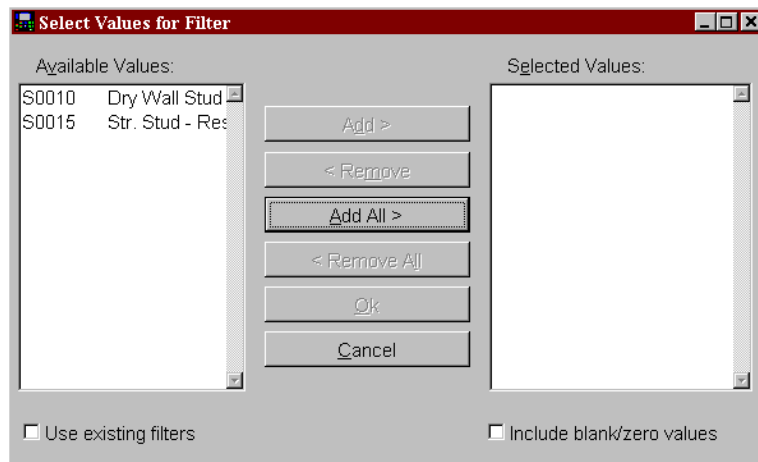 Select Values for Filter
Available Values:
Selected Values:
S0010 Dry Wall Stud
S0015 Str. Stud - Res
Add >
< Remove
Add All >
< Remove All
Ok
Cancel
Use existing filters
Include blank/zero values